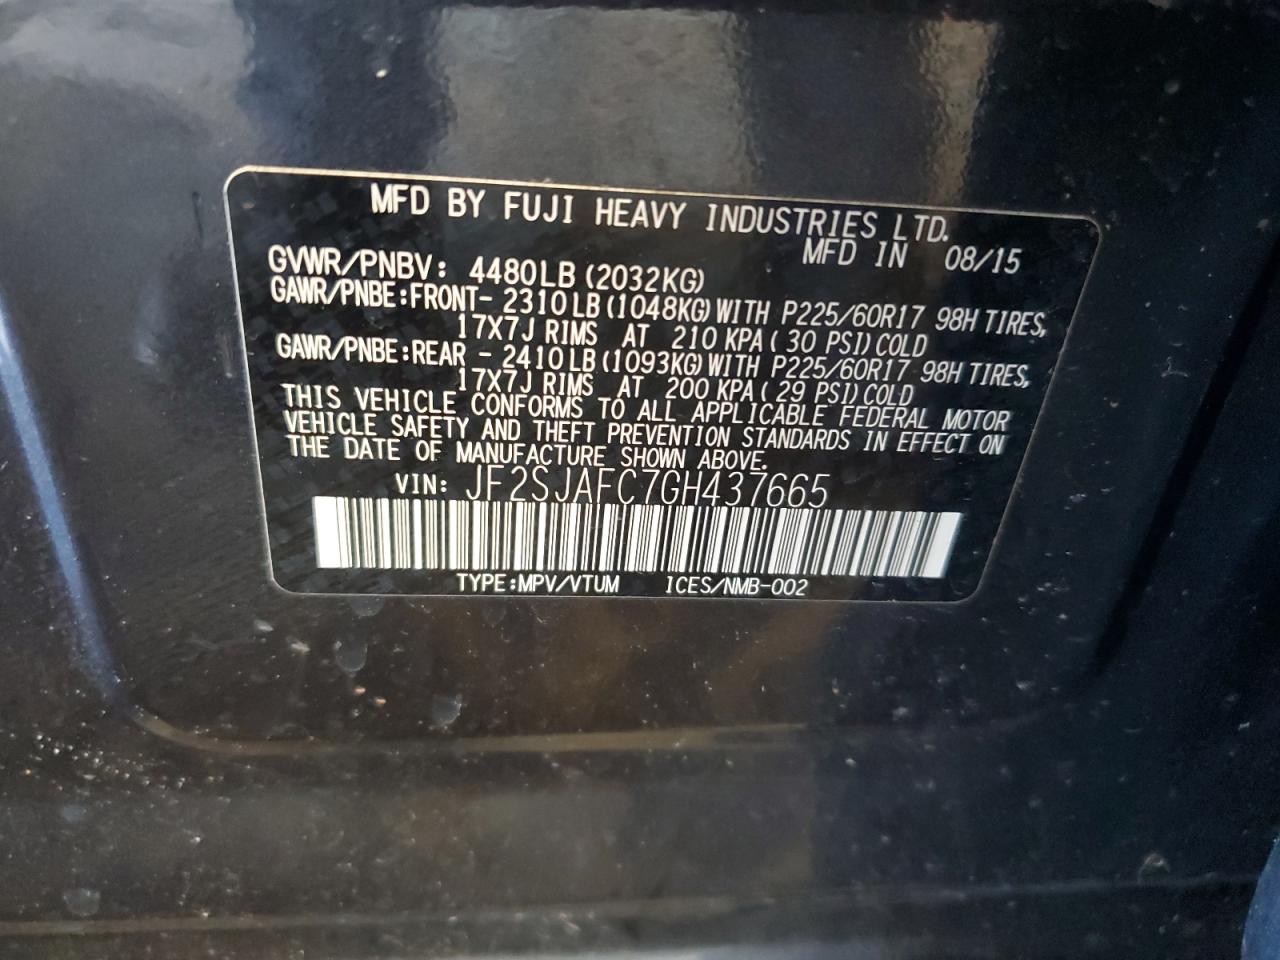 MFD BY FUJI HEAVY INDUSTRIES LTD.
MFD IN 08/15
GVWR/PNBV: 4480LB (2032KG)
GAWR/PNBE:FRONT- 2310LB (1048KG) WITH P225/60R17 98H TIRES,
17X7J RIMS AT 210 KPA ( 30 PSI) COLD
GAWR/PNBE:REAR - 2410LB (1093KG) WITH P225/60R17 98H TIRES,
17X7J RIMS AT 200 KPA ( 29 PSI) COLD
THIS VEHICLE CONFORMS TO ALL APPLICABLE FEDERAL MOTOR
VEHICLE SAFETY AND THEFT PREVENTION STANDARDS IN EFFECT ON
THE DATE OF MANUFACTURE SHOWN ABOVE.
VIN: JF2SJAFC7GH437665
TYPE:MPV/VTUM ICES/NMB-002